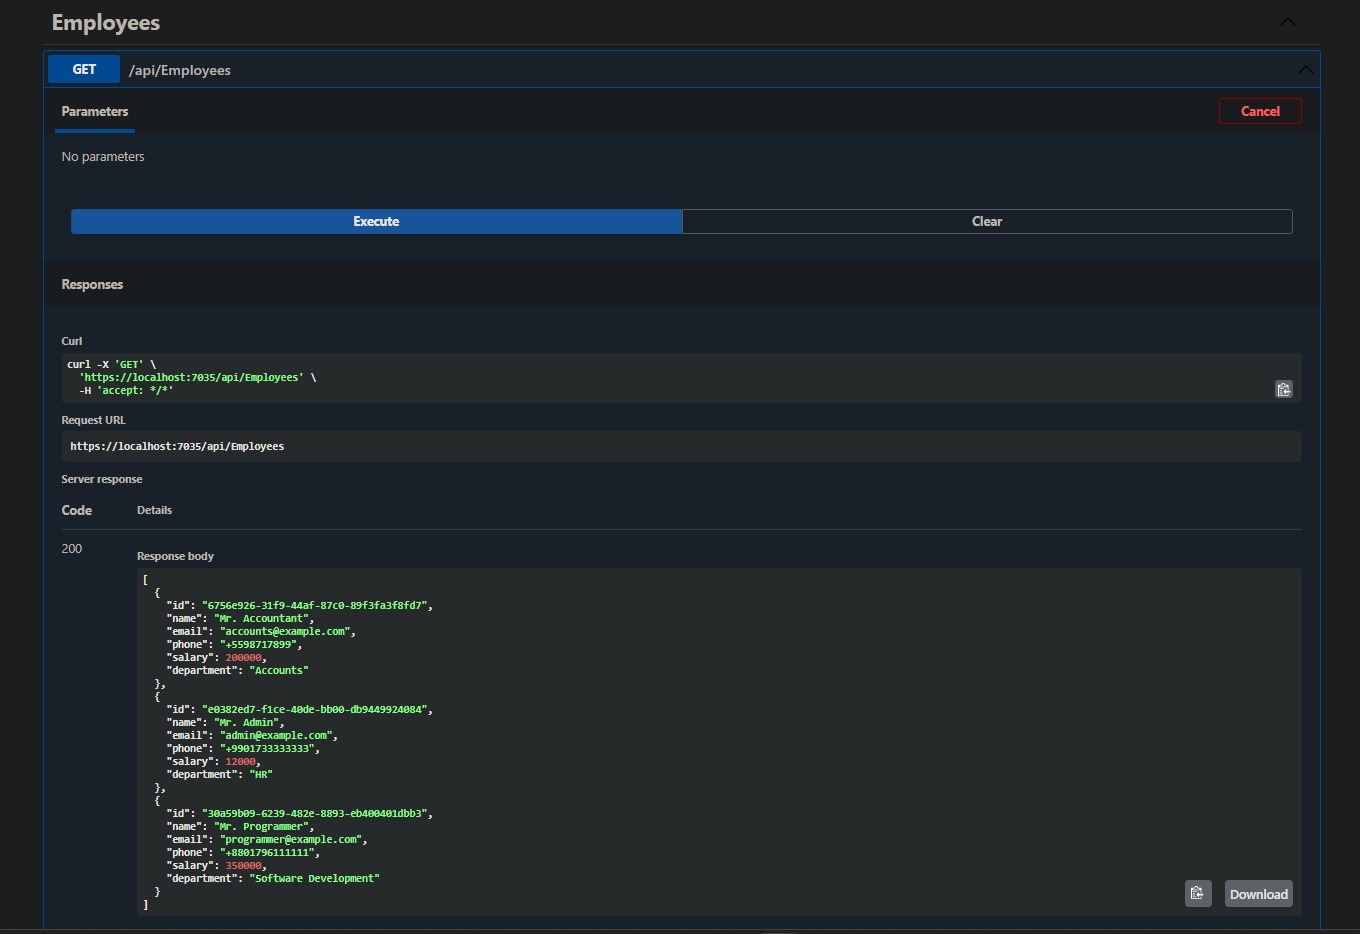 Employees
GET /api/Employees
Parameters Cancel
No parameters
Execute Clear
Responses
Curl
curl -X 'GET' \
  'https://localhost:7035/api/Employees' \
  -H 'accept: */*'
Request URL
https://localhost:7035/api/Employees
Server response
Code Details
200
Response body
[
  {
    "id": "6756e926-31f9-44af-87c0-89f3fa3f8fd7",
    "name": "Mr. Accountant",
    "email": "accounts@example.com",
    "phone": "+5598717899",
    "salary": 200000,
    "department": "Accounts"
  },
  {
    "id": "e0382ed7-f1ce-40de-bb00-db9449924084",
    "name": "Mr. Admin",
    "email": "admin@example.com",
    "phone": "+9901733333333",
    "salary": 12000,
    "department": "HR"
  },
  {
    "id": "30a59b09-6239-482e-8893-eb400401dbb3",
    "name": "Mr. Programmer",
    "email": "programmer@example.com",
    "phone": "+8801796111111",
    "salary": 350000,
    "department": "Software Development"
  }
]
Download